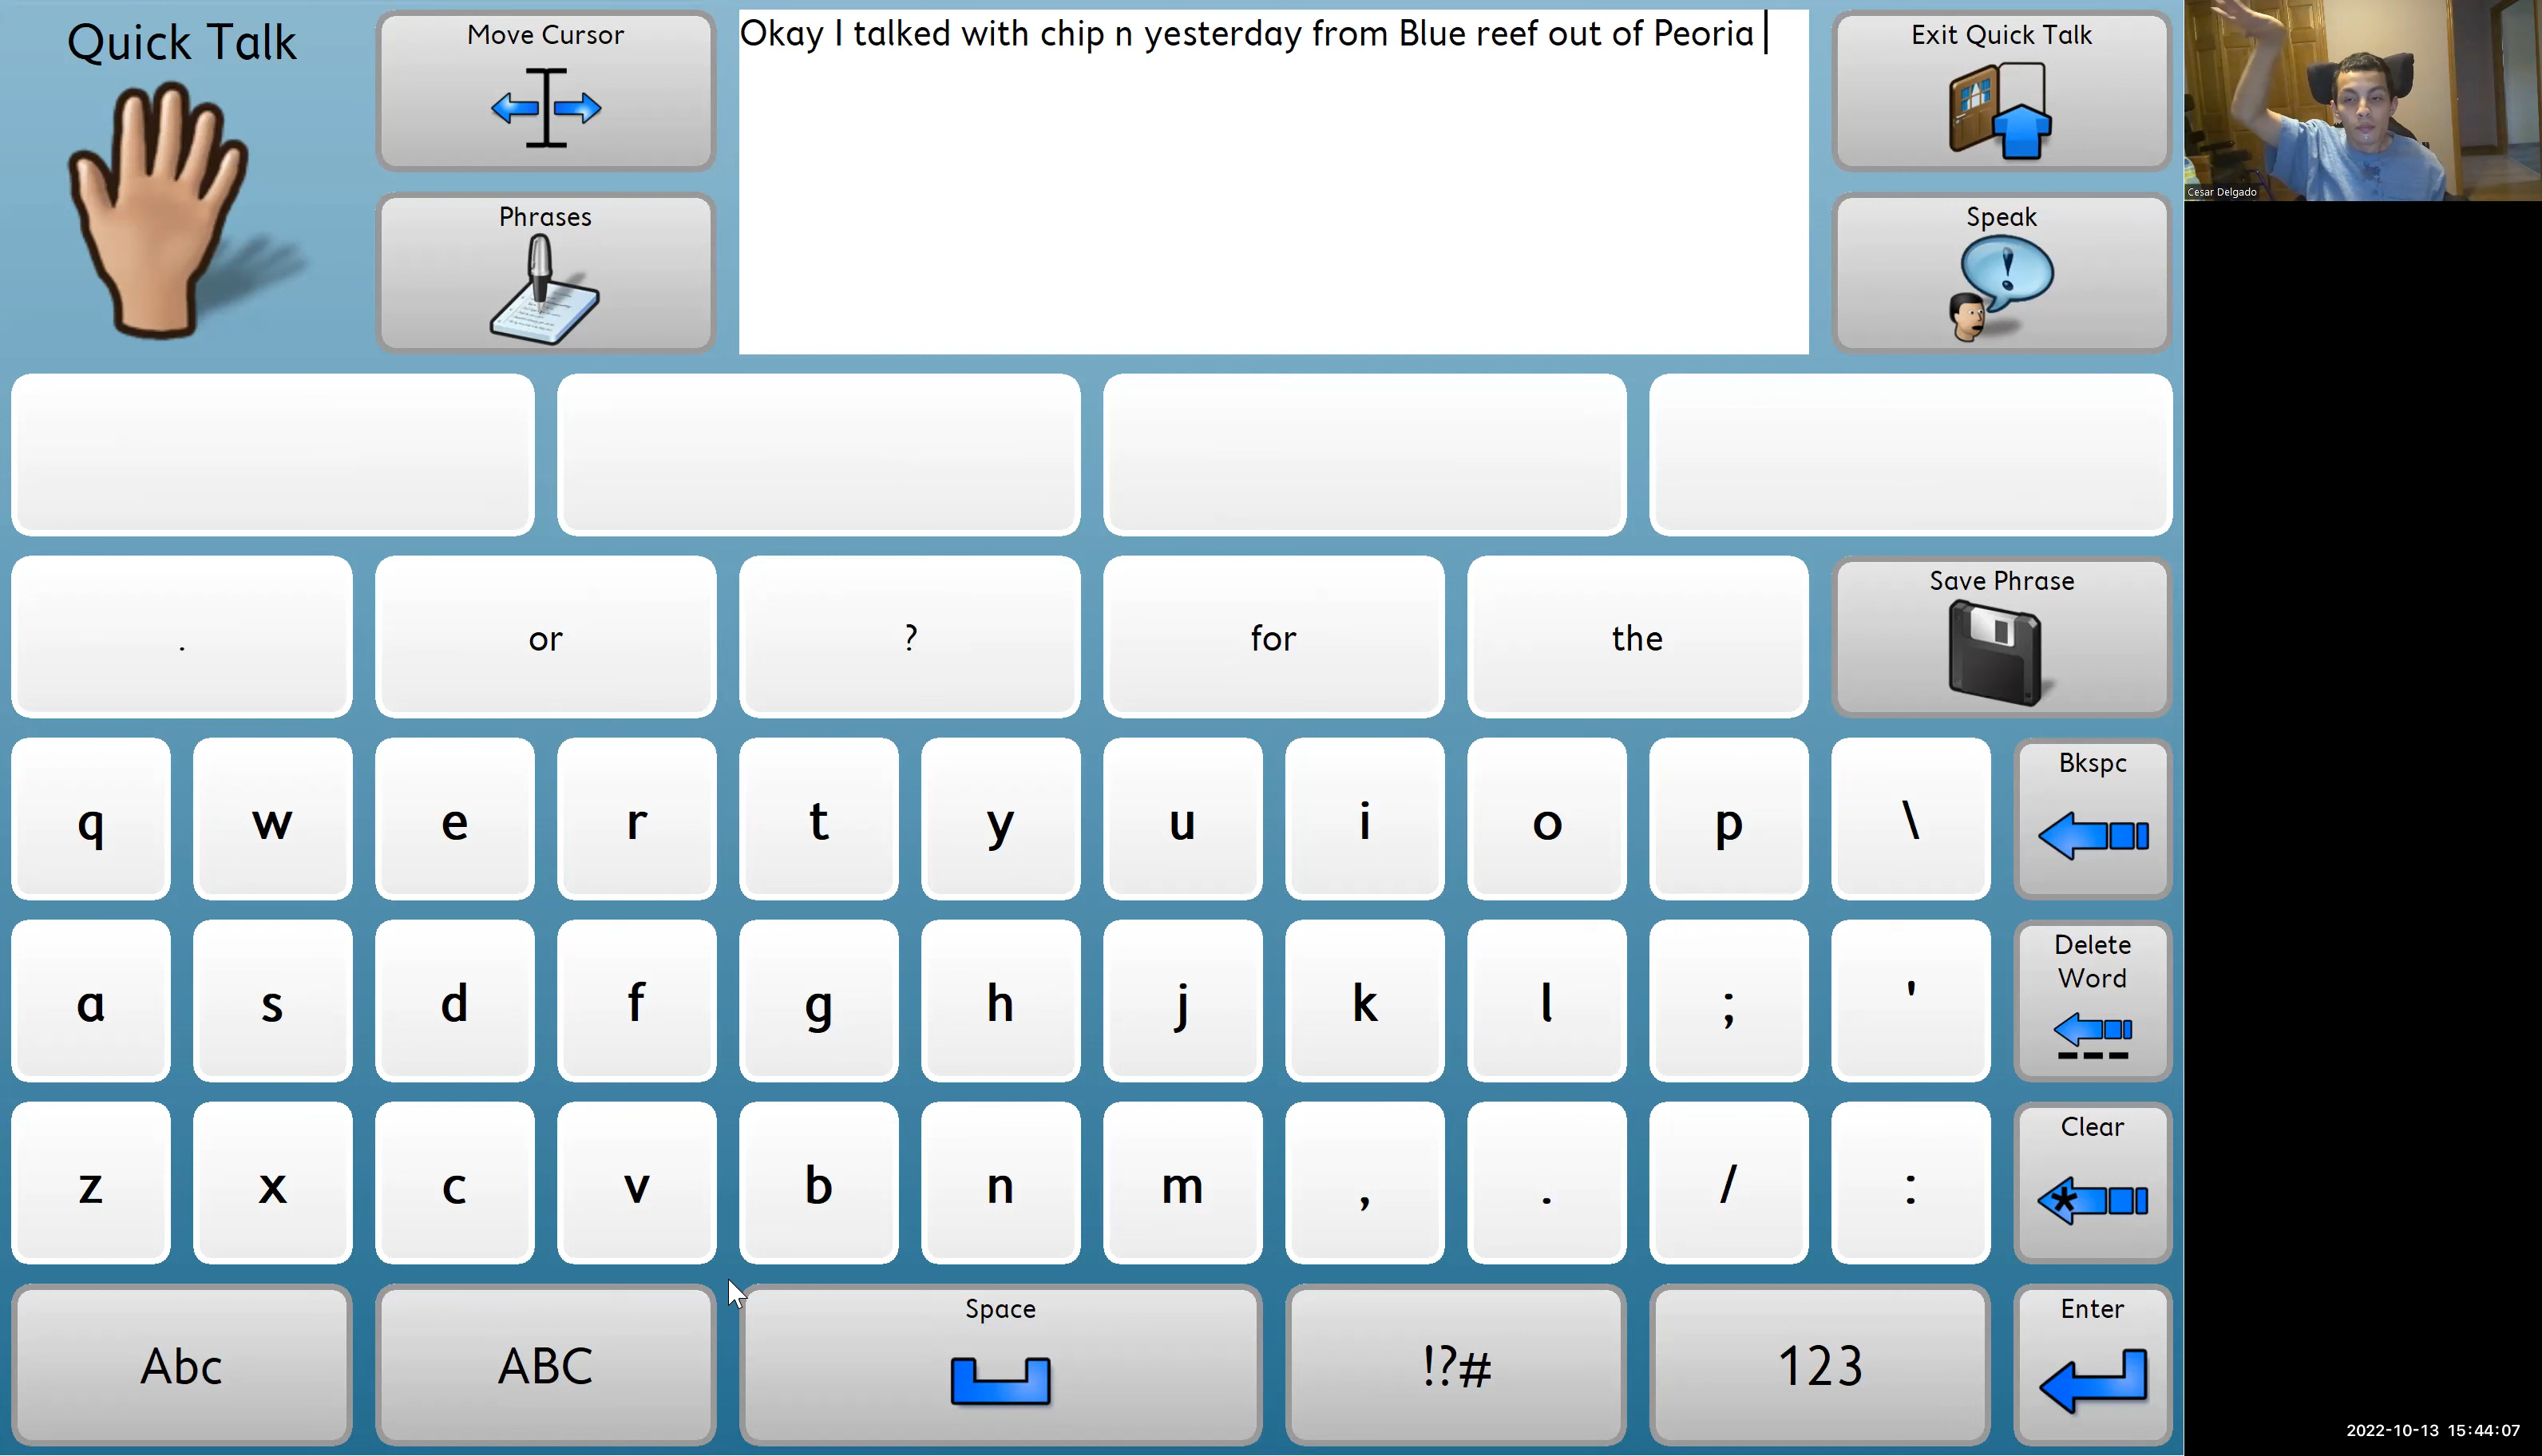 Quick Talk
Move Cursor
Okay I talked with chip n yesterday from Blue reef out of Peoria
Exit Quick Talk
Phrases
Speak
Cesar Delgado
. or ? for the Save Phrase
q w e r t y u i o p \ Bkspc
a s d f g h j k l ; ' Delete Word
z x c v b n m , . / : Clear
Abc ABC Space !?# 123 Enter
2022-10-13 15:44:07